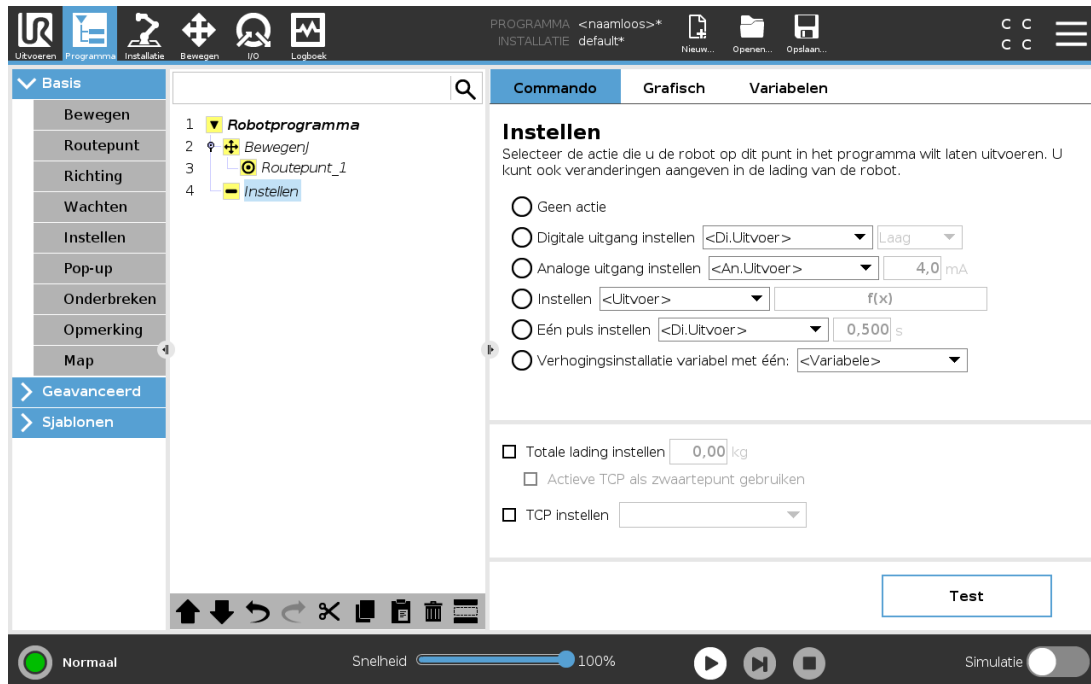 UR
PROGRAMMA <naamloos>*
INSTALLATIE default*
Uitvoeren Programma Installatie Bewegen I/O Logboek
Nieuw... Openen... Opslaan...
C C
C C
Basis
Bewegen
Routepunt
Richting
Wachten
Instellen
Pop-up
Onderbreken
Opmerking
Map
Geavanceerd
Sjablonen
1 Robotprogramma
2 BewegenJ
3 Routepunt_1
4 Instellen
Commando Grafisch Variabelen
Instellen
Selecteer de actie die u de robot op dit punt in het programma wilt laten uitvoeren. U
kunt ook veranderingen aangeven in de lading van de robot.
Geen actie
Digitale uitgang instellen <Di.Uitvoer> Laag
Analoge uitgang instellen <An.Uitvoer> 4,0 mA
Instellen <Uitvoer> f(x)
Eén puls instellen <Di.Uitvoer> 0,500 s
Verhogingsinstallatie variabel met één: <Variabele>
Totale lading instellen 0,00 kg
Actieve TCP als zwaartepunt gebruiken
TCP instellen
Test
Normaal
Snelheid 100%
Simulatie